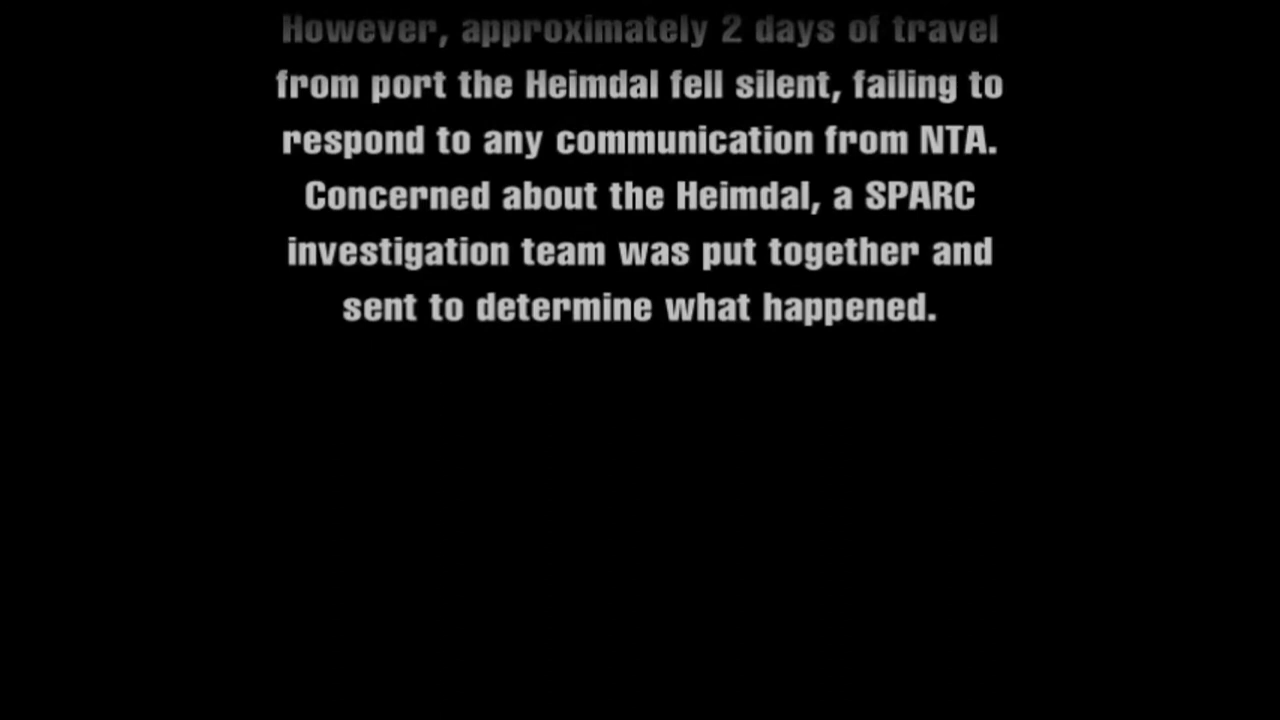 However, approximately 2 days of travel
from port the Heimdal fell silent, failing to
respond to any communication from NTA.
Concerned about the Heimdal, a SPARC
investigation team was put together and
sent to determine what happened.